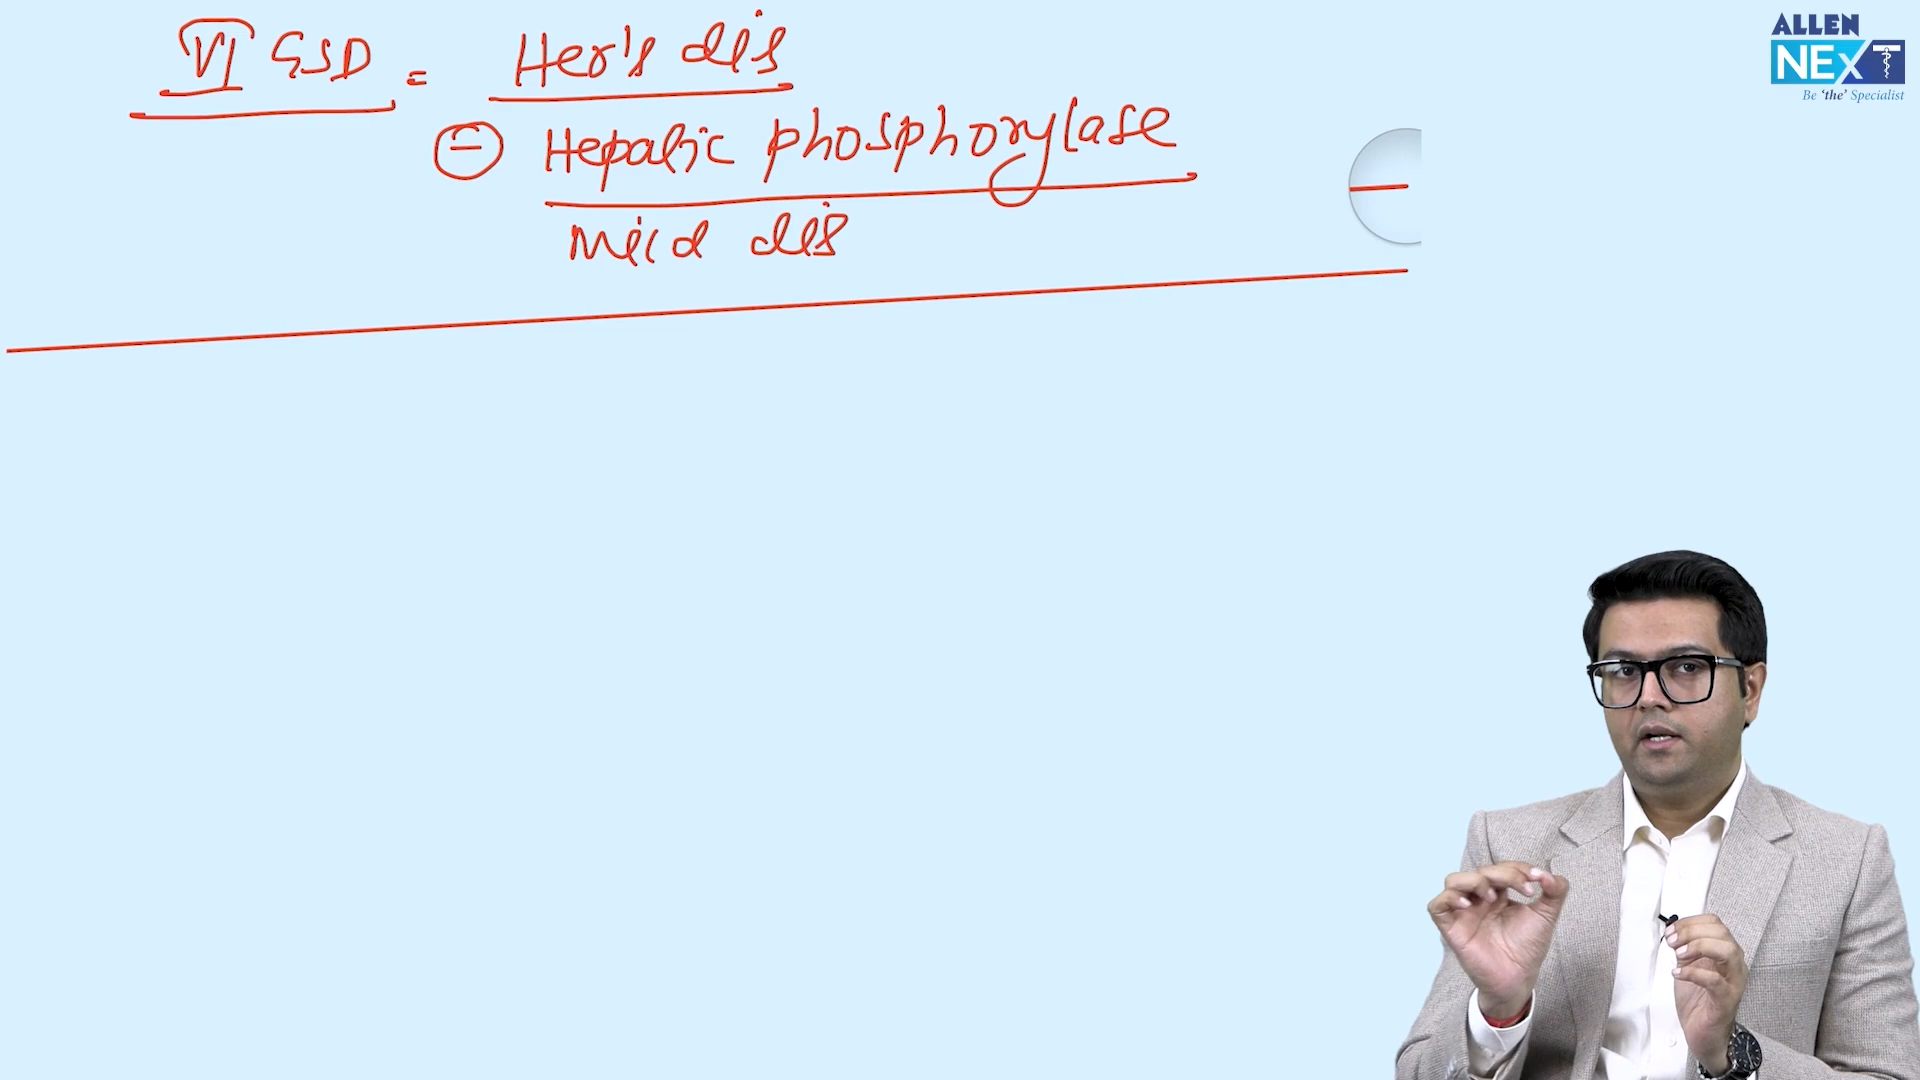 VI GSD = Her's dis
⊖ Hepatic phosphorylase
Mild dis
ALLEN
NEXT
Be 'the' Specialist